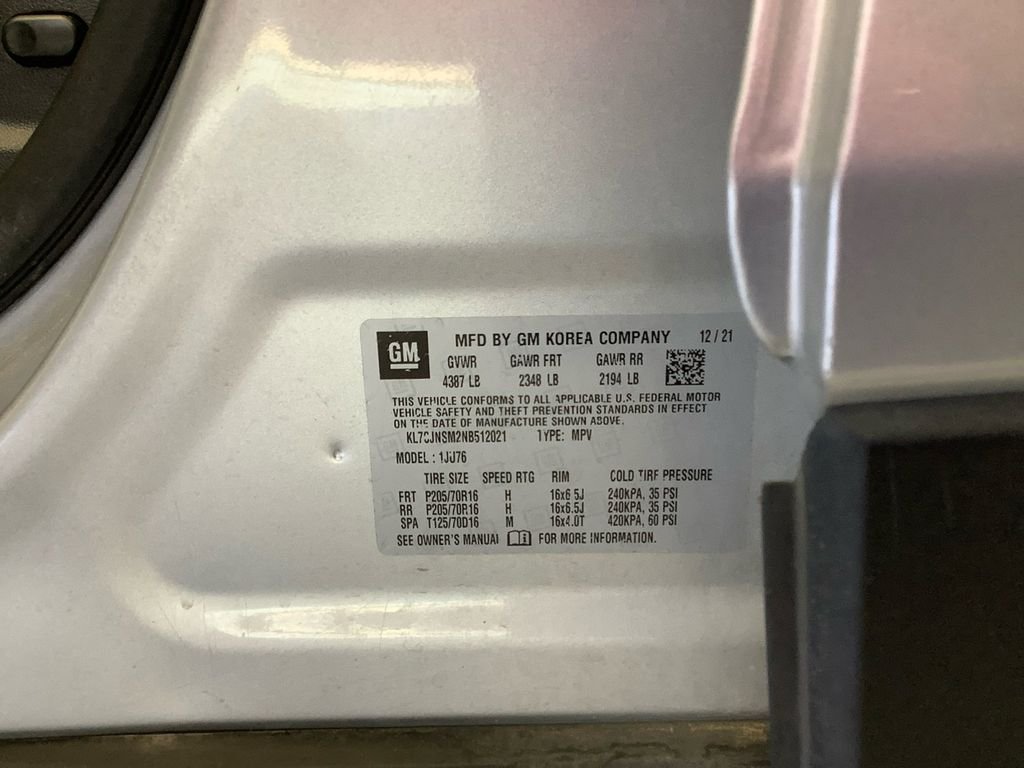 GM
MFD BY GM KOREA COMPANY 12/21
GVWR GAWR FRT GAWR RR
4387 LB 2348 LB 2194 LB
THIS VEHICLE CONFORMS TO ALL APPLICABLE U.S. FEDERAL MOTOR
VEHICLE SAFETY AND THEFT PREVENTION STANDARDS IN EFFECT
ON THE DATE OF MANUFACTURE SHOWN ABOVE.
KL7CJNSM2NB512021 TYPE: MPV
MODEL : 1JU76
TIRE SIZE SPEED RTG RIM COLD TIRE PRESSURE
FRT P205/70R16 H 16x6.5J 240KPA, 35 PSI
RR P205/70R16 H 16x6.5J 240KPA, 35 PSI
SPA T125/70D16 M 16x4.0T 420KPA, 60 PSI
SEE OWNER'S MANUAL FOR MORE INFORMATION.